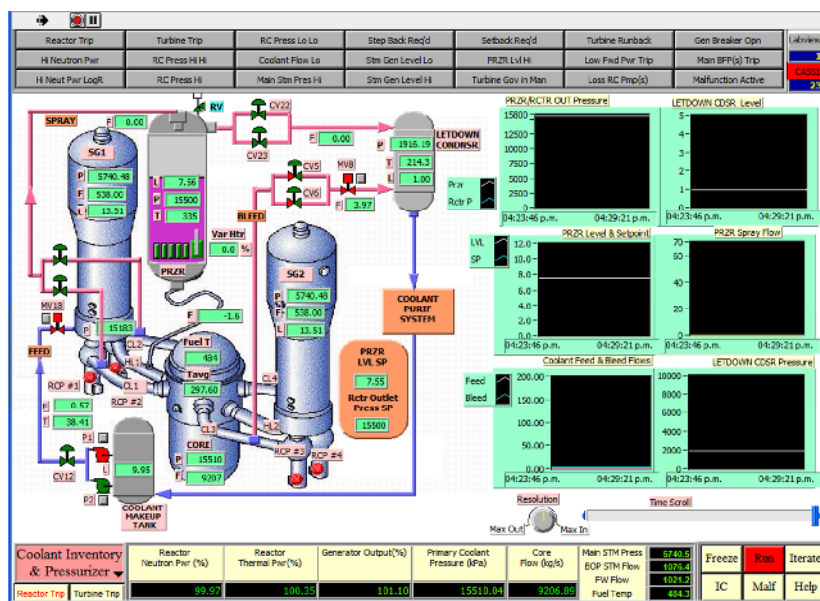 Reactor Trip
Turbine Trip
RC Press Lo Lo
Step Back Req'd
Setback Req'd
Turbine Runback
Gen Breaker Opn
Labview
Hi Neutron Pwr
RC Press Hi Hi
Coolant Flow Lo
Stm Gen Level Lo
PRZR Lvl Hi
Low Fwd Pwr Trip
Main BFP(s) Trip
Hi Neut Pwr LogR
RC Press Hi
Main Stm Pres Hi
Stm Gen Level Hi
Turbine Gov in Man
Loss RC Pmp(s)
Malfunction Active
SPRAY
F 0.00
RV
CV22
CV23
F 0.00
LETDOWN CONDNSR
P 1916.19
T 214.3
L 1.00
SG1
P 5740.48
F 538.00
L 13.51
L 7.56
P 15500
T 335
PRZR
Var Htr
0.0 %
BLEED
CV5
CV6
MV8
F 3.97
SG2
P 5740.48
F 538.00
L 13.51
COOLANT PURIF SYSTEM
MV18
FEED
P 15183
CL2
HL1
CL1
RCP #1
RCP #2
F -1.6
Fuel T
484
Tavg
297.60
CL4
CL3
HL2
RCP #3
RCP #4
CORE
P 15510
F 9207
PRZR LVL SP
7.55
Rctr Outlet Press SP
15500
F 0.57
T 38.41
P1
P2
L 9.95
CV12
COOLANT MAKEUP TANK
PRZR/RCTR OUT Pressure
15800
12500
10000
7500
5000
2500
0
Przr
Rctr P
04:23:46 p.m.
04:29:21 p.m.
LETDOWN CDSR Level
5
4
3
2
1
0
04:23:46 p.m.
04:29:21 p.m.
PRZR Level & Setpoint
LVL
SP
12.0
10.0
8.0
6.0
4.0
2.0
0.0
04:23:46 p.m.
04:29:21 p.m.
PRZR Spray Flow
70
60
40
20
0
04:23:46 p.m.
04:29:21 p.m.
Coolant Feed & Bleed Flows
Feed
Bleed
200.00
150.00
100.00
50.00
0.00
04:23:46 p.m.
04:29:21 p.m.
LETDOWN CDSR Pressure
10000
8000
6000
4000
2000
0
04:23:46 p.m.
04:29:21 p.m.
Resolution
Max Out
Max In
Time Scroll
Coolant Inventory & Pressurizer
Reactor Trip
Turbine Trip
Reactor Neutron Pwr (%)
99.97
Reactor Thermal Pwr(%)
100.35
Generator Output(%)
101.10
Primary Coolant Pressure (kPa)
15510.04
Core Flow (kg/s)
9206.89
Main STM Press 5740.5
BOP STM Flow 1076.4
FW Flow 1021.2
Fuel Temp 484.3
Freeze
Run
Iterate
IC
Malf
Help